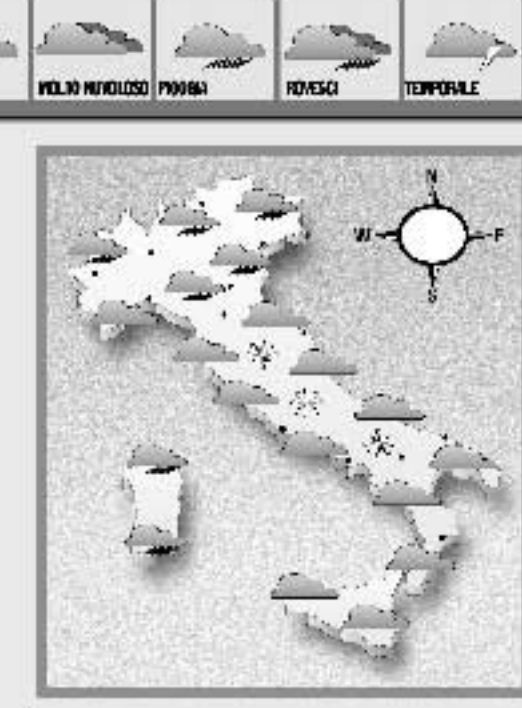 MOLTO NUVOLOSO
PIOGGIA
ROVESCI
TEMPORALE
N
W
E
S